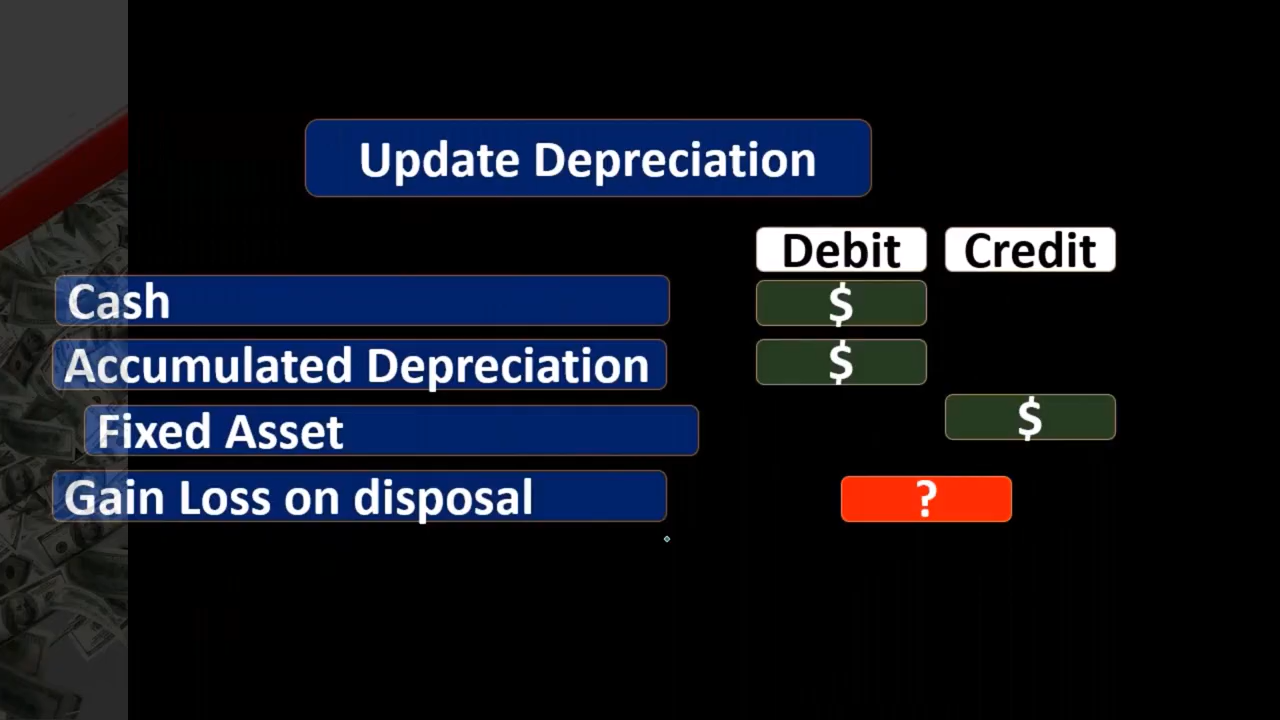 Update Depreciation
Debit Credit
Cash $
Accumulated Depreciation $
Fixed Asset $
Gain Loss on disposal ?